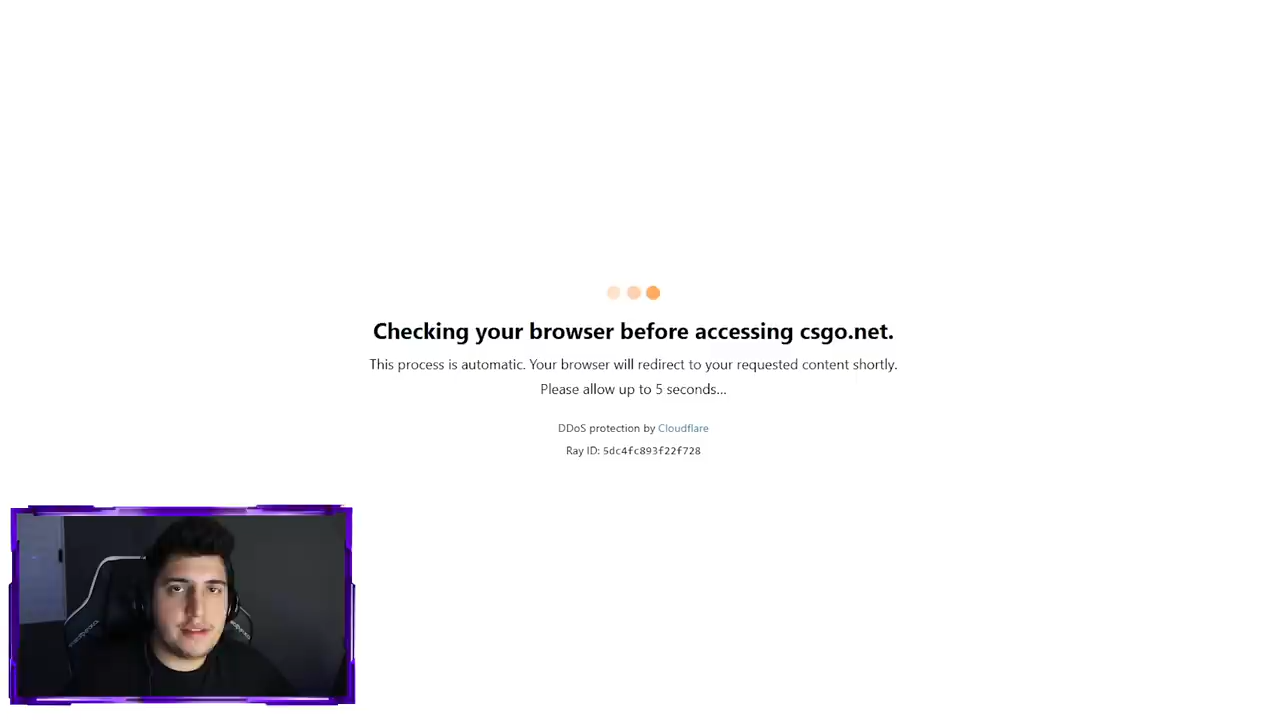 Checking your browser before accessing csgo.net.
This process is automatic. Your browser will redirect to your requested content shortly.
Please allow up to 5 seconds...
DDoS protection by Cloudflare
Ray ID: 5dc4fc893f22f728